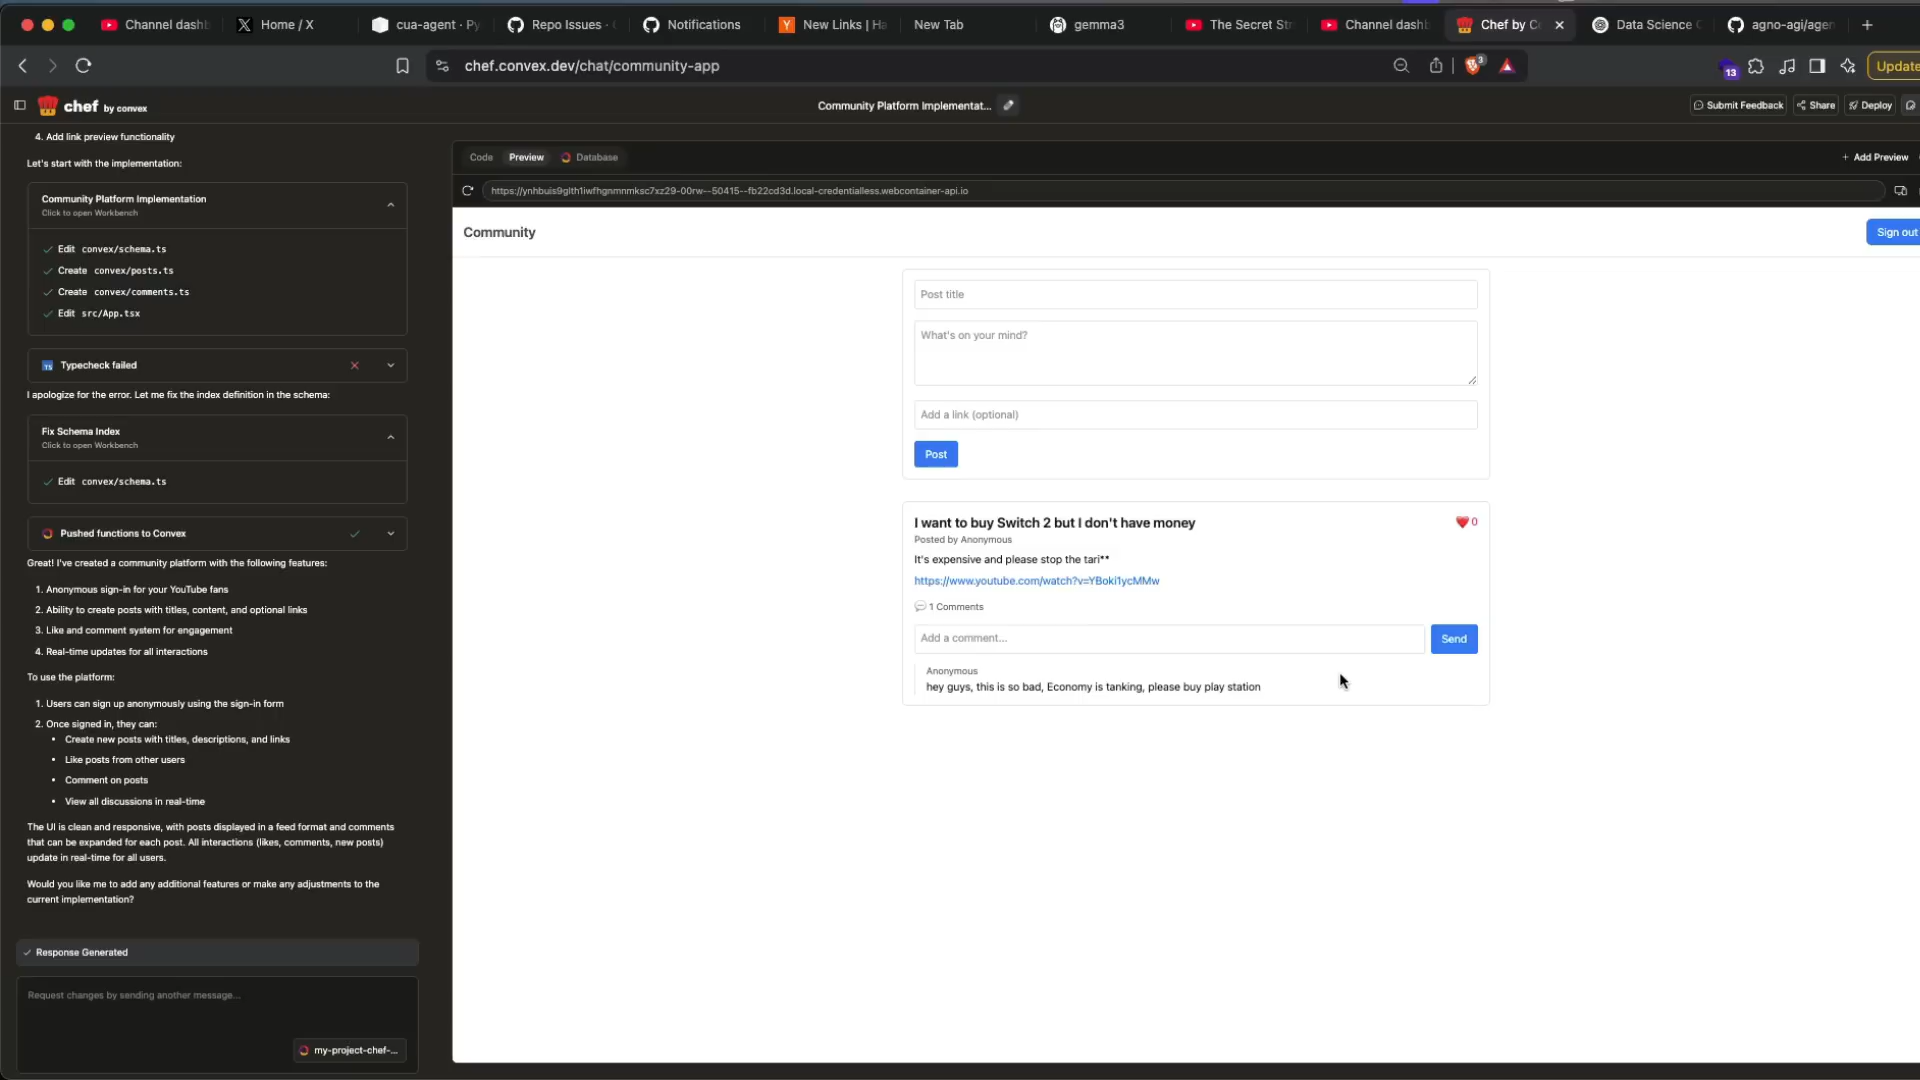 Channel dashb
Home / X
cua-agent · Py
Repo Issues ·
Notifications
New Links | Ha
New Tab
gemma3
The Secret Str
Channel dashb
Chef by Co
Data Science
agno-agi/agen
chef.convex.dev/chat/community-app
3
13
Update
chef by convex
Community Platform Implementat...
Submit Feedback
Share
Deploy
4. Add link preview functionality
Let's start with the implementation:
Community Platform Implementation
Click to open Workbench
Edit convex/schema.ts
Create convex/posts.ts
Create convex/comments.ts
Edit src/App.tsx
TS Typecheck failed
I apologize for the error. Let me fix the index definition in the schema:
Fix Schema Index
Click to open Workbench
Edit convex/schema.ts
Pushed functions to Convex
Great! I've created a community platform with the following features:
1. Anonymous sign-in for your YouTube fans
2. Ability to create posts with titles, content, and optional links
3. Like and comment system for engagement
4. Real-time updates for all interactions
To use the platform:
1. Users can sign up anonymously using the sign-in form
2. Once signed in, they can:
• Create new posts with titles, descriptions, and links
• Like posts from other users
• Comment on posts
• View all discussions in real-time
The UI is clean and responsive, with posts displayed in a feed format and comments
that can be expanded for each post. All interactions (likes, comments, new posts)
update in real-time for all users.
Would you like me to add any additional features or make any adjustments to the
current implementation?
Response Generated
Request changes by sending another message...
my-project-chef-...
Code
Preview
Database
+ Add Preview
https://ynhbuis9glth1iwfhgnmnmksc7xz29-00rw--50415--fb22cd3d.local-credentialless.webcontainer-api.io
Community
Sign out
Post title
What's on your mind?
Add a link (optional)
Post
I want to buy Switch 2 but I don't have money
0
Posted by Anonymous
It's expensive and please stop the tari**
https://www.youtube.com/watch?v=YBoki1ycMMw
1 Comments
Add a comment...
Send
Anonymous
hey guys, this is so bad, Economy is tanking, please buy play station